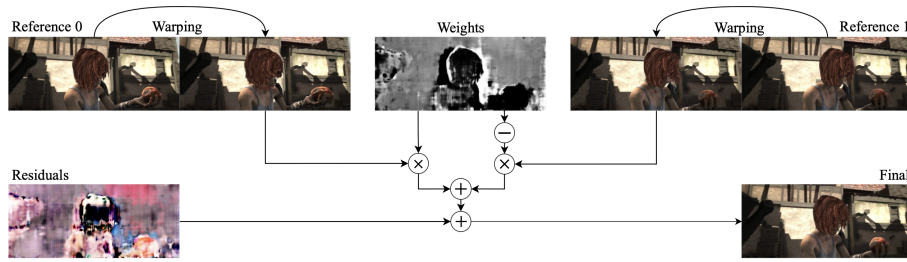 Reference 0 Warping Weights Warping Reference 1
Residuals Final